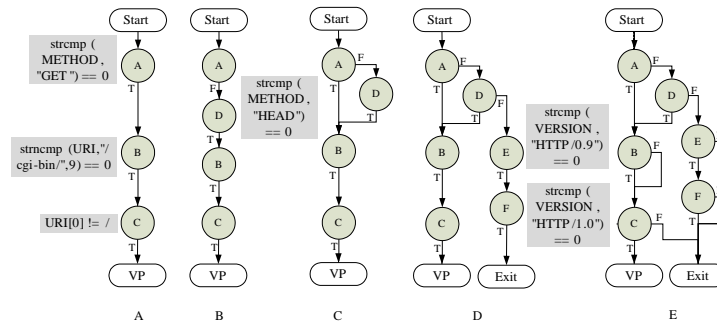 Start
Start
Start
Start
Start
strcmp (
METHOD ,
"GET ") == 0
A
T
strncmp (URI,"/
cgi-bin/",9) == 0
B
T
URI[0] != /
C
T
VP
A
A
F
D
T
B
T
C
T
VP
B
strcmp (
METHOD ,
"HEAD")
== 0
A
F
T
D
T
B
T
C
T
VP
C
A
F
T
D
F
T
B
T
C
T
VP
E
T
F
T
Exit
D
strcmp (
VERSION ,
"HTTP /0.9")
== 0
strcmp (
VERSION ,
"HTTP /1.0")
== 0
A
F
T
D
F
T
B
F
T
C
F
T
VP
E
T
F
T
Exit
E